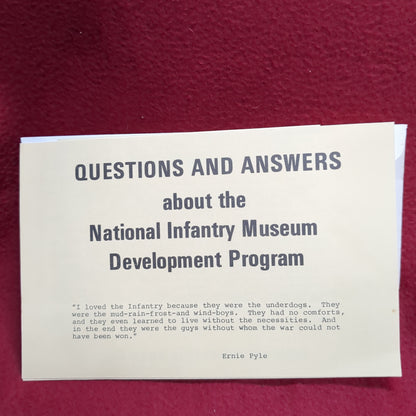 QUESTIONS AND ANSWERS
about the
National Infantry Museum
Development Program
"I loved the Infantry because they were the underdogs. They
were the mud-rain-frost-and wind-boys. They had no comforts,
and they even learned to live without the necessities. And
in the end they were the guys without whom the war could not
have been won."
Ernie Pyle